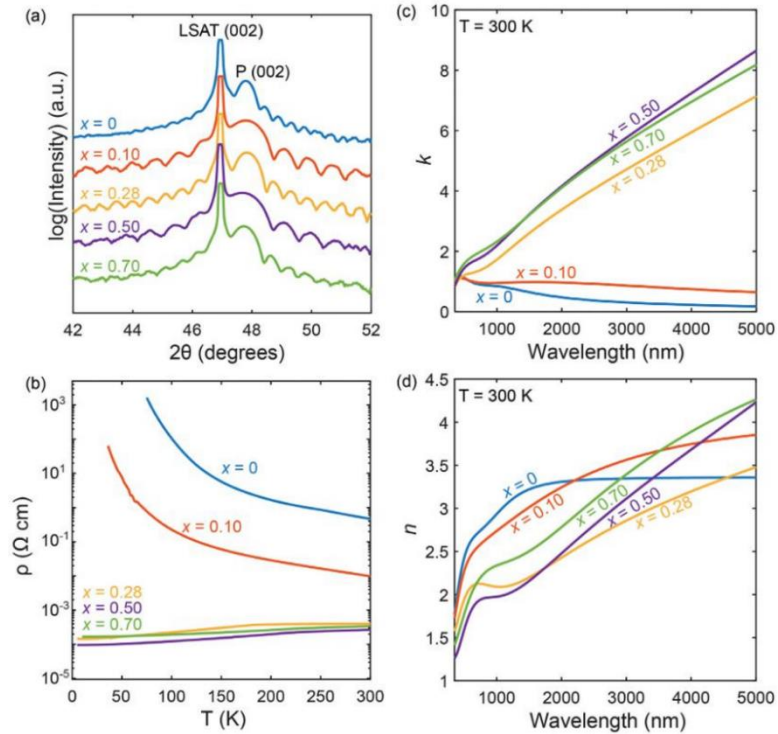 (a)
LSAT (002)
P (002)
x = 0
x = 0.10
x = 0.28
x = 0.50
x = 0.70
log(Intensity) (a.u.)
42 44 46 48 50 52
2θ (degrees)
(b)
10³
10¹
10⁻¹
10⁻³
10⁻⁵
ρ (Ω cm)
x = 0
x = 0.10
x = 0.28
x = 0.50
x = 0.70
0 50 100 150 200 250 300
T (K)
(c)
T = 300 K
10
8
6
4
2
0
k
x = 0.50
x = 0.70
x = 0.28
x = 0.10
x = 0
1000 2000 3000 4000 5000
Wavelength (nm)
(d)
T = 300 K
4.5
4
3.5
3
2.5
2
1.5
1
n
x = 0
x = 0.10
x = 0.70
x = 0.50
x = 0.28
1000 2000 3000 4000 5000
Wavelength (nm)